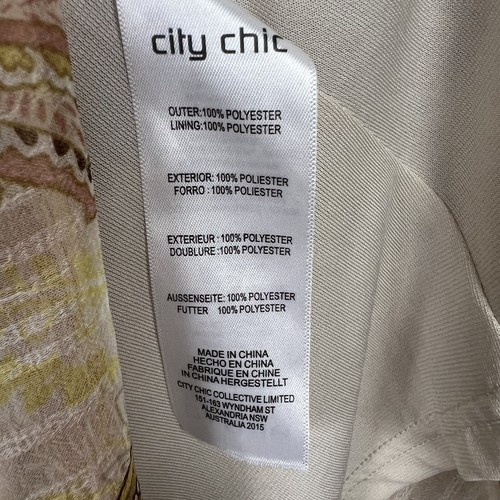 city chic
OUTER:100% POLYESTER
LINING:100% POLYESTER
EXTERIOR: 100% POLIESTER
FORRO : 100% POLIESTER
EXTERIEUR : 100% POLYESTER
DOUBLURE : 100% POLYESTER
AUSSENSEITE: 100% POLYESTER
FUTTER 100% POLYESTER
MADE IN CHINA
HECHO EN CHINA
FABRIQUE EN CHINE
IN CHINA HERGESTELLT
CITY CHIC COLLECTIVE LIMITED
151-163 WYNDHAM ST
ALEXANDRIA NSW
AUSTRALIA 2015